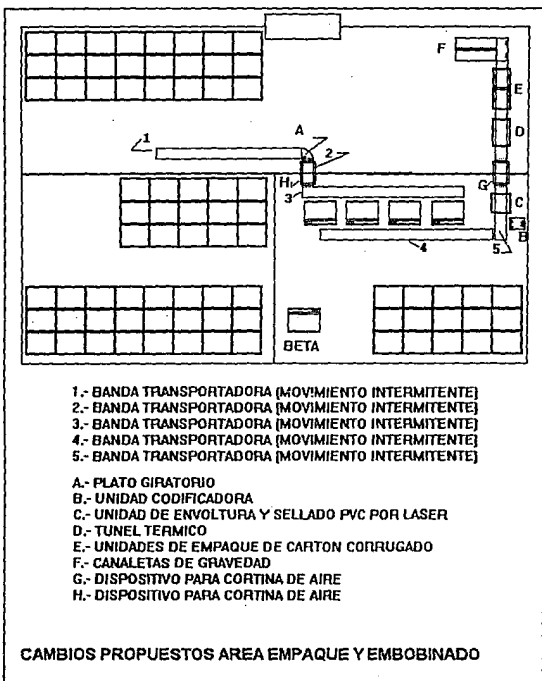 F
E
A
D
1
2
H
G
3
C
B
4
5
BETA
1.- BANDA TRANSPORTADORA (MOVIMIENTO INTERMITENTE)
2.- BANDA TRANSPORTADORA (MOVIMIENTO INTERMITENTE)
3.- BANDA TRANSPORTADORA (MOVIMIENTO INTERMITENTE)
4.- BANDA TRANSPORTADORA (MOVIMIENTO INTERMITENTE)
5.- BANDA TRANSPORTADORA (MOVIMIENTO INTERMITENTE)
A.- PLATO GIRATORIO
B.- UNIDAD CODIFICADORA
C.- UNIDAD DE ENVOLTURA Y SELLADO PVC POR LASER
D.- TUNEL TERMICO
E.- UNIDADES DE EMPAQUE DE CARTON CORRUGADO
F.- CANALETAS DE GRAVEDAD
G.- DISPOSITIVO PARA CORTINA DE AIRE
H.- DISPOSITIVO PARA CORTINA DE AIRE
CAMBIOS PROPUESTOS AREA EMPAQUE Y EMBOBINADO